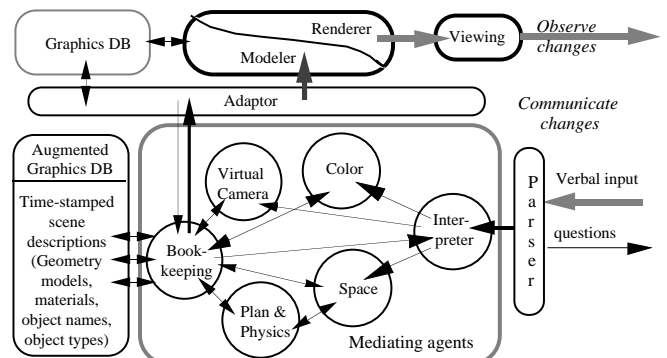 Graphics DB
Renderer
Modeler
Viewing
Observe
changes
Adaptor
Communicate
changes
Augmented
Graphics DB
Time-stamped
scene
descriptions
(Geometry
models,
materials,
object names,
object types)
Virtual
Camera
Color
Inter-
preter
Book-
keeping
Space
Plan &
Physics
Mediating agents
Parser
Verbal input
questions